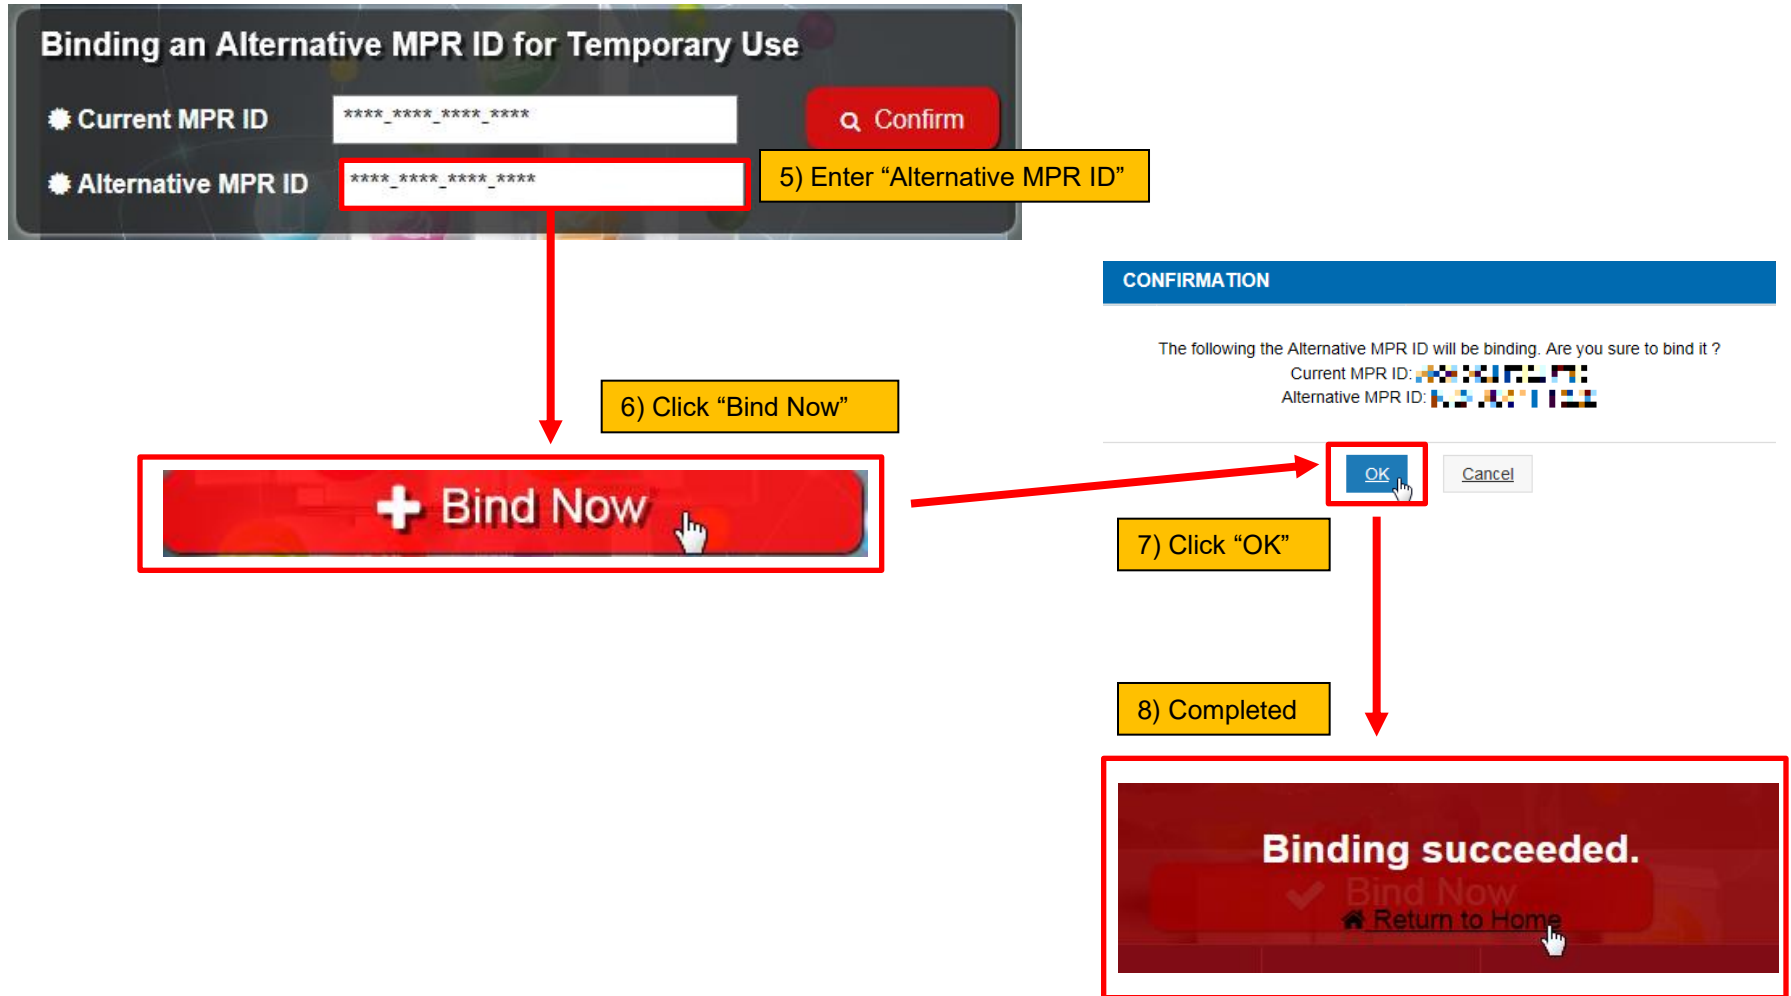 Binding an Alternative MPR ID for Temporary Use
Current MPR ID
****_****_****_****
Confirm
Alternative MPR ID
****_****_****_****
5) Enter “Alternative MPR ID”
CONFIRMATION
The following the Alternative MPR ID will be binding. Are you sure to bind it ?
Current MPR ID:
Alternative MPR ID:
6) Click “Bind Now”
OK
Cancel
Bind Now
7) Click “OK”
8) Completed
Binding succeeded.
Bind Now
Return to Home